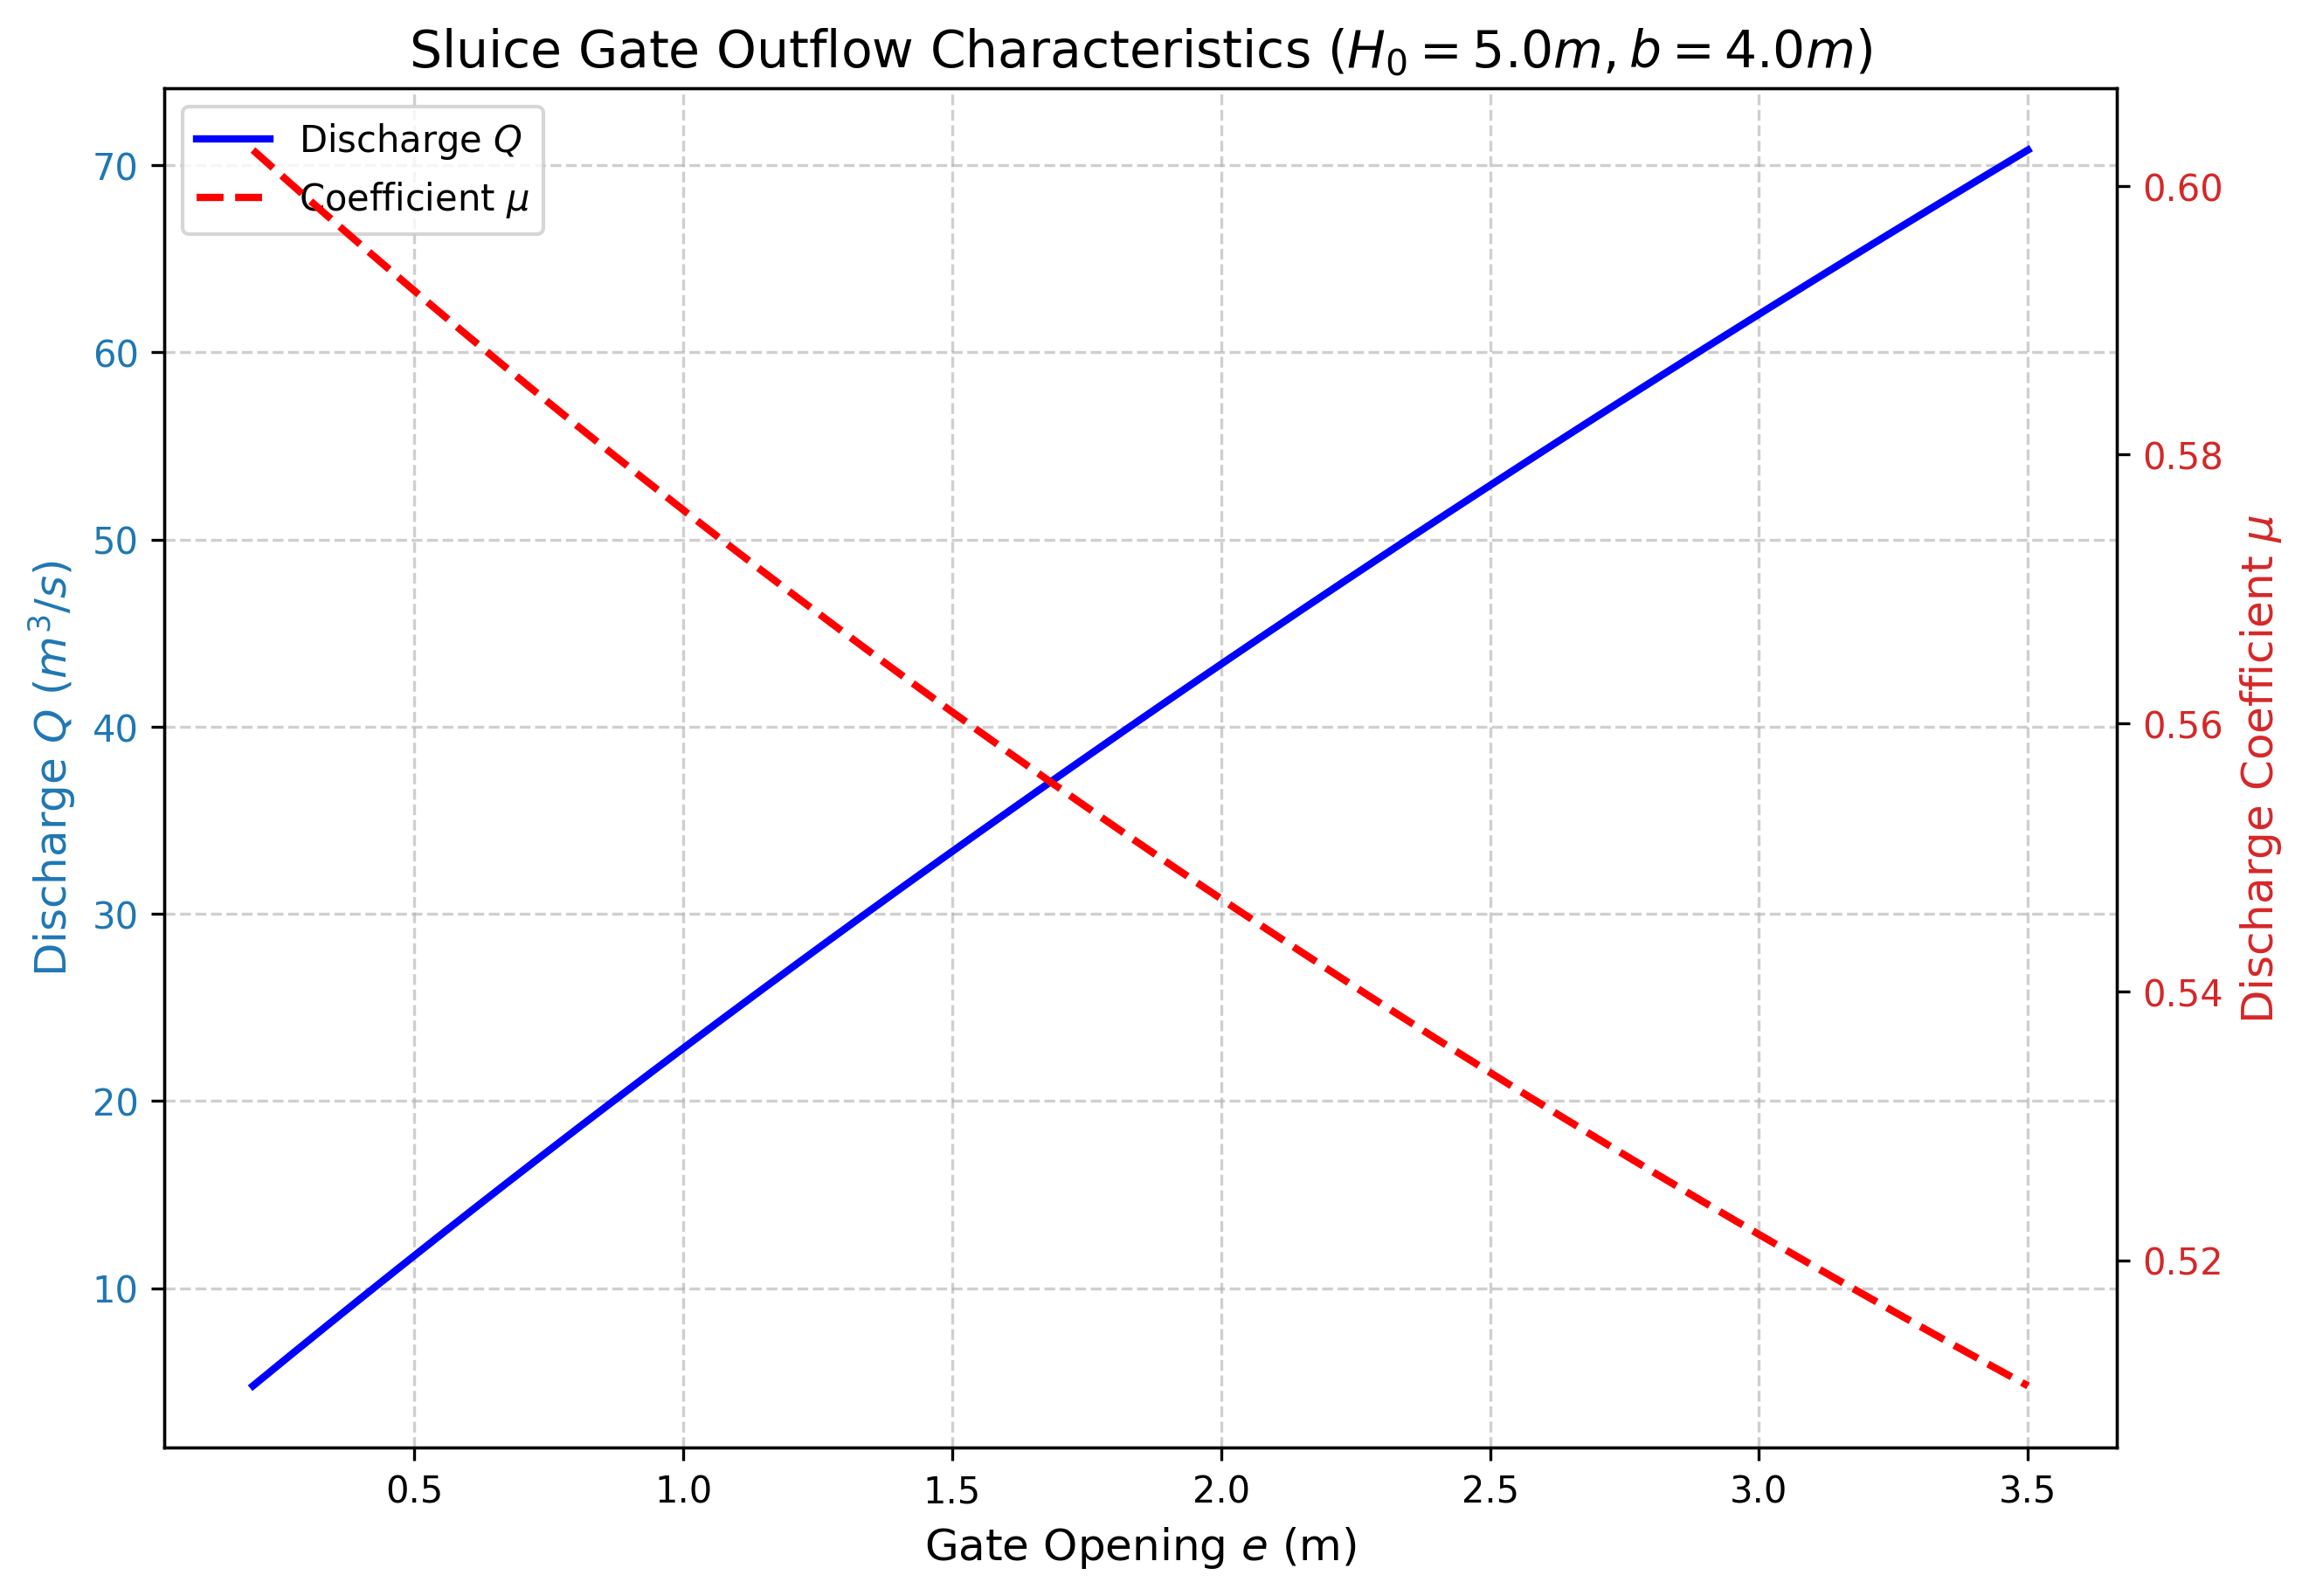 Sluice Gate Outflow Characteristics (H₀ = 5.0m, b = 4.0m)
Discharge Q
Coefficient μ
70
60
50
40
30
20
10
Discharge Q (m³/s)
0.60
0.58
0.56
0.54
0.52
Discharge Coefficient μ
0.5 1.0 1.5 2.0 2.5 3.0 3.5
Gate Opening e (m)